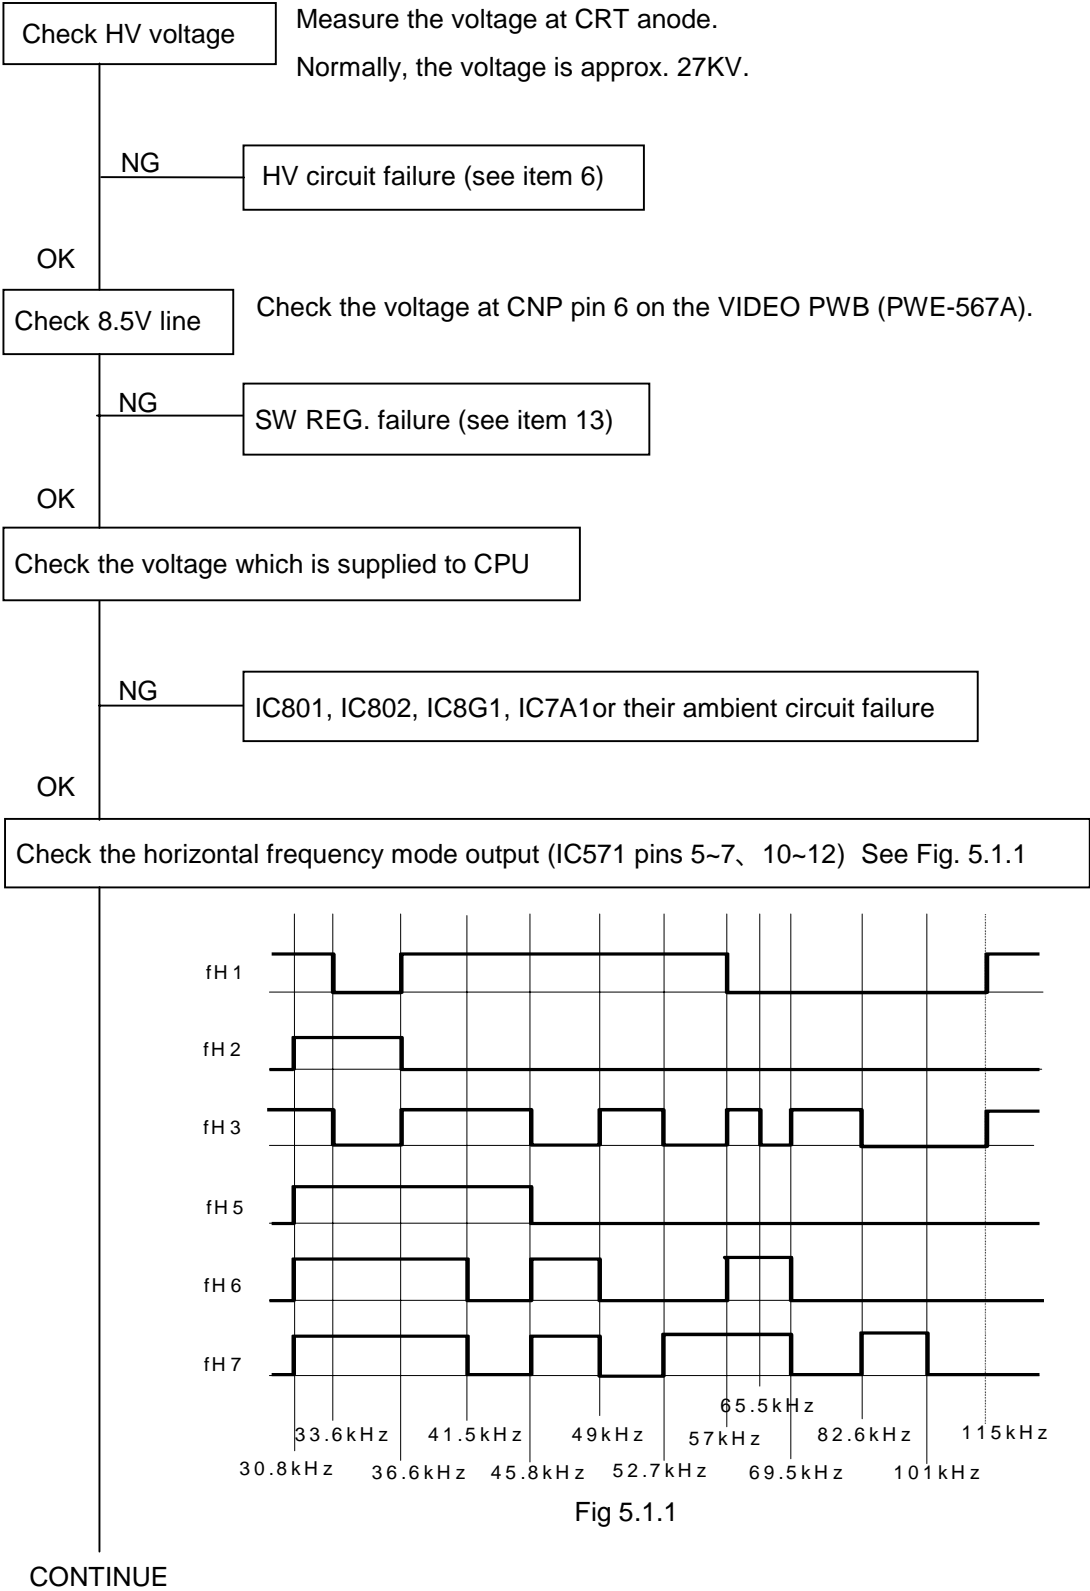 Check HV voltage
Measure the voltage at CRT anode.
Normally, the voltage is approx. 27KV.
NG
HV circuit failure (see item 6)
OK
Check 8.5V line
Check the voltage at CNP pin 6 on the VIDEO PWB (PWE-567A).
NG
SW REG. failure (see item 13)
OK
Check the voltage which is supplied to CPU
NG
IC801, IC802, IC8G1, IC7A1or their ambient circuit failure
OK
Check the horizontal frequency mode output (IC571 pins 5~7、10~12) See Fig. 5.1.1
fH1
fH2
fH3
fH5
fH6
fH7
65.5kHz
33.6kHz 41.5kHz 49kHz 57kHz 82.6kHz 115kHz
30.8kHz 36.6kHz 45.8kHz 52.7kHz 69.5kHz 101kHz
Fig 5.1.1
CONTINUE